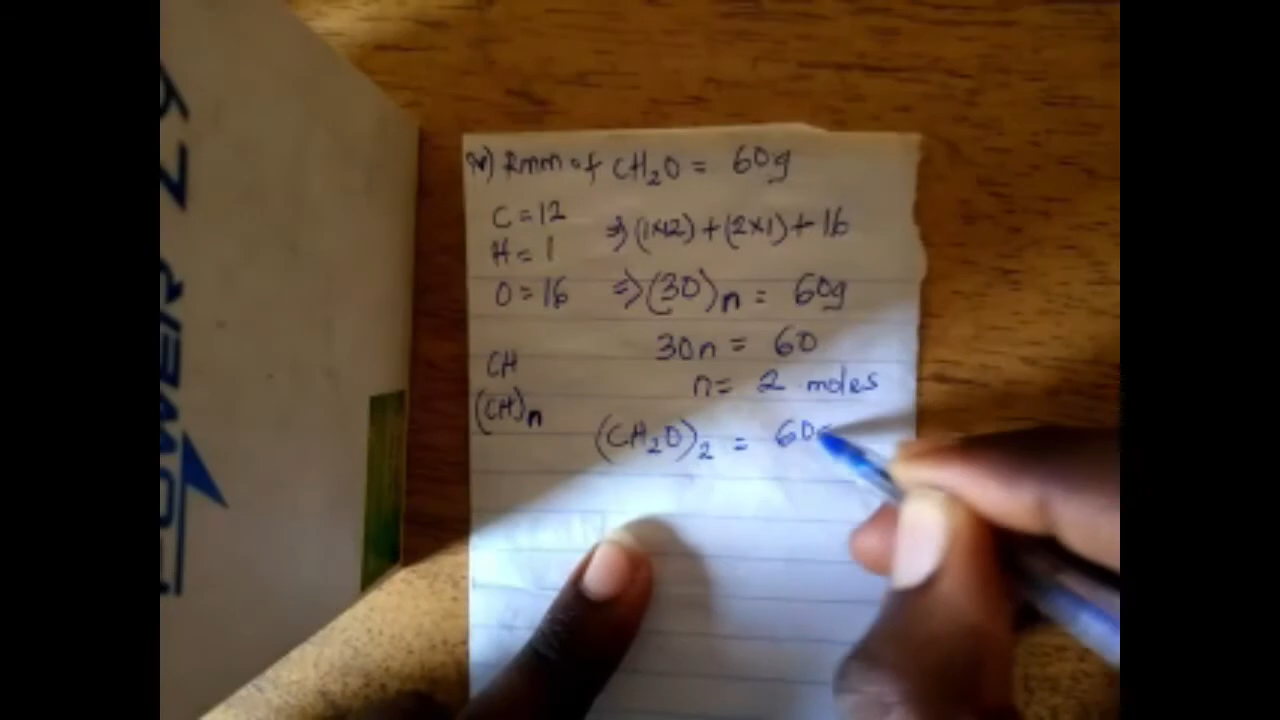 Rmm of CH₂O = 60g
C = 12 ⇒ (1×12) + (2×1) + 16
H = 1
O = 16 ⇒ (30)n = 60g
30n = 60
CH
n = 2 moles
(CH)n
(CH₂O)₂ = 60